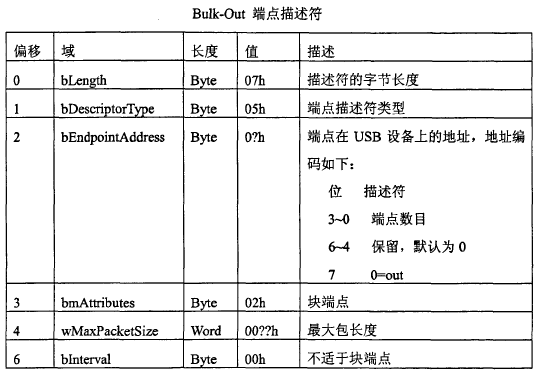 Bulk-Out 端点描述符
偏移 域 长度 值 描述
0 bLength Byte 07h 描述符的字节长度
1 bDescriptorType Byte 05h 端点描述符类型
2 bEndpointAddress Byte 0?h 端点在 USB 设备上的地址，地址编
码如下：
位 描述符
3~0 端点数目
6~4 保留，默认为 0
7 0=out
3 bmAttributes Byte 02h 块端点
4 wMaxPacketSize Word 00??h 最大包长度
6 bInterval Byte 00h 不适于块端点